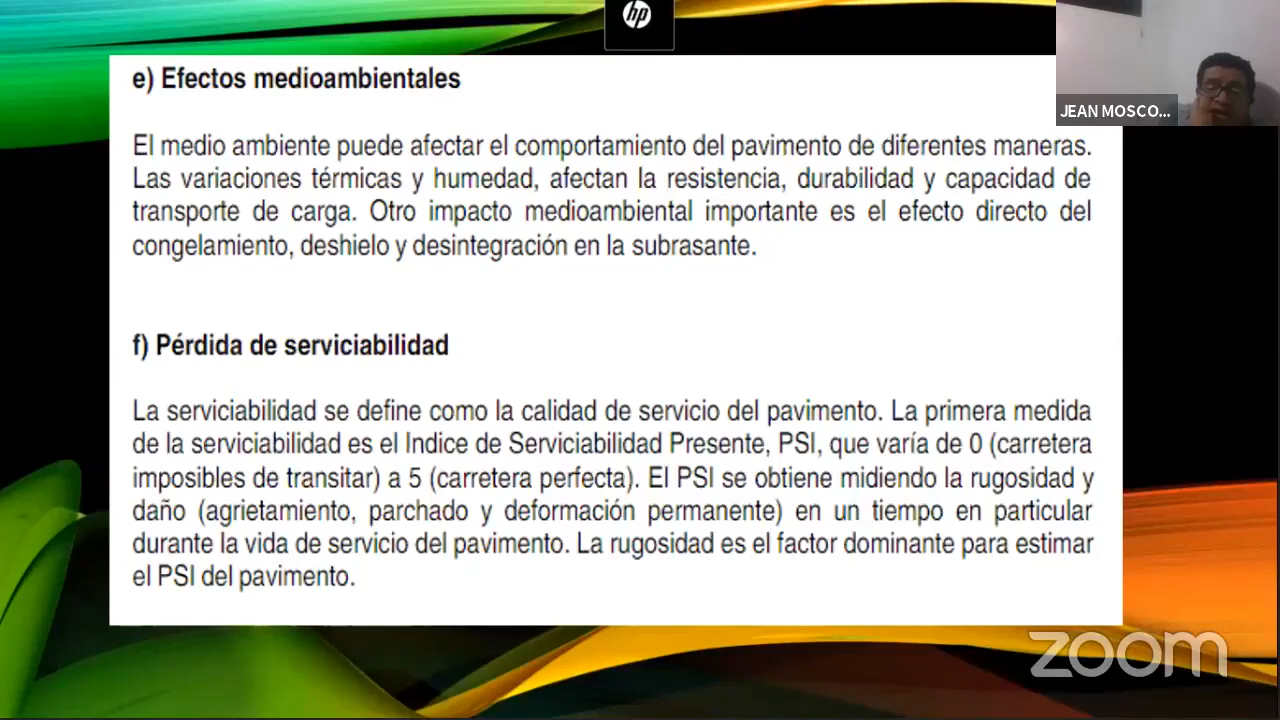 hp
e) Efectos medioambientales
JEAN MOSCO...
El medio ambiente puede afectar el comportamiento del pavimento de diferentes maneras.
Las variaciones térmicas y humedad, afectan la resistencia, durabilidad y capacidad de
transporte de carga. Otro impacto medioambiental importante es el efecto directo del
congelamiento, deshielo y desintegración en la subrasante.
f) Pérdida de serviciabilidad
La serviciabilidad se define como la calidad de servicio del pavimento. La primera medida
de la serviciabilidad es el Indice de Serviciabilidad Presente, PSI, que varía de 0 (carretera
imposibles de transitar) a 5 (carretera perfecta). El PSI se obtiene midiendo la rugosidad y
daño (agrietamiento, parchado y deformación permanente) en un tiempo en particular
durante la vida de servicio del pavimento. La rugosidad es el factor dominante para estimar
el PSI del pavimento.
zoom